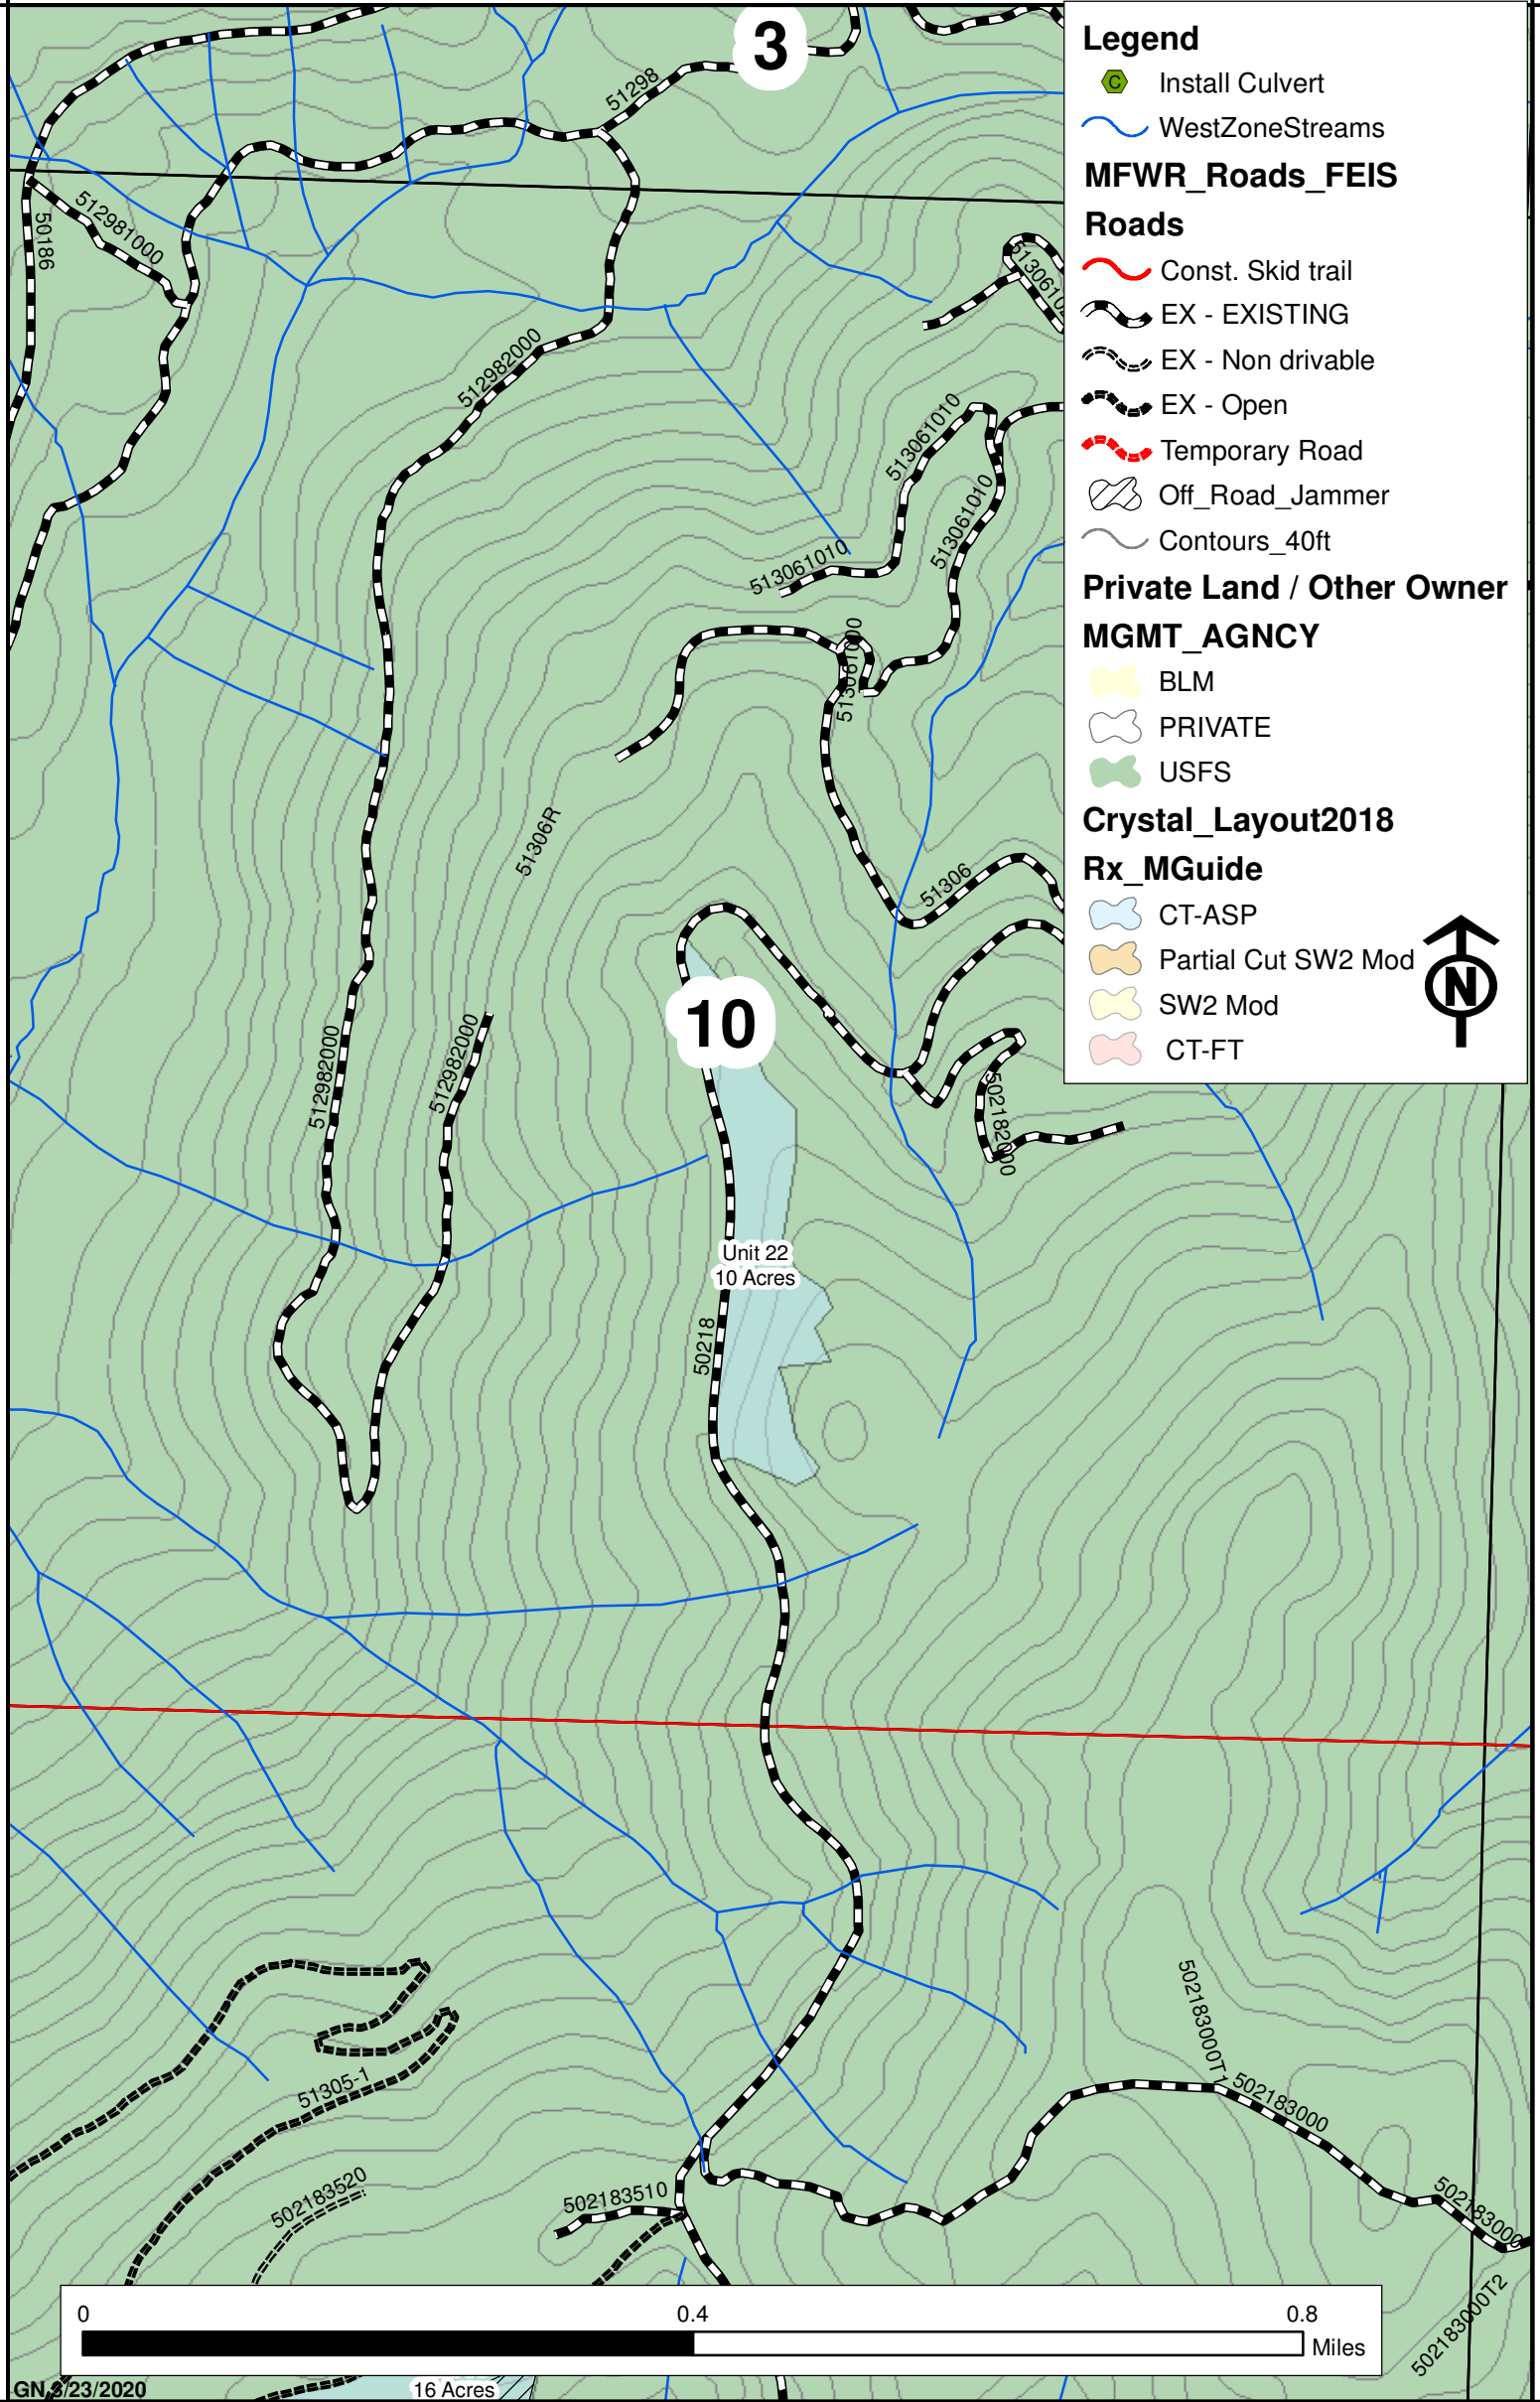 3
51298
512981000
50186
512982000
51306102
513061010
513061010
513061010
513061000
51306R
51306
10
512982000
512982000
502182000
Unit 22
10 Acres
50218
502183000T1
502183000
51305-1
502183520
502183510
502183000
502183000T2
Legend
C
Install Culvert
WestZoneStreams
MFWR_Roads_FEIS
Roads
Const. Skid trail
EX - EXISTING
EX - Non drivable
EX - Open
Temporary Road
Off_Road_Jammer
Contours_40ft
Private Land / Other Owner
MGMT_AGNCY
BLM
PRIVATE
USFS
Crystal_Layout2018
Rx_MGuide
CT-ASP
Partial Cut SW2 Mod
SW2 Mod
CT-FT
N
0 0.4 0.8
Miles
GN 3/23/2020
16 Acres